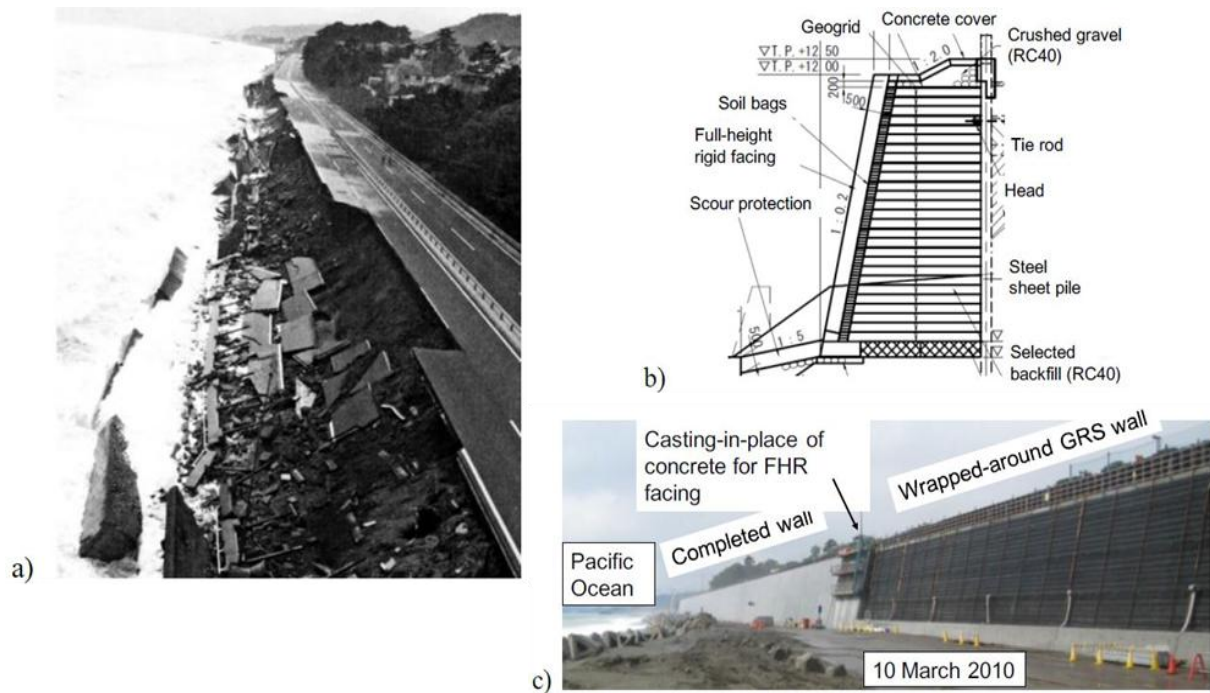 a)
Geogrid
Concrete cover
Crushed gravel
(RC40)
▽T. P. +12 50
▽T. P. +12 00
1:2.0
200
500
Soil bags
Full-height
rigid facing
Tie rod
Head
1:0.2
Scour protection
Steel
sheet pile
1:5
Selected
backfill (RC40)
b)
Casting-in-place of
concrete for FHR
facing
Wrapped-around GRS wall
Completed wall
Pacific
Ocean
10 March 2010
c)